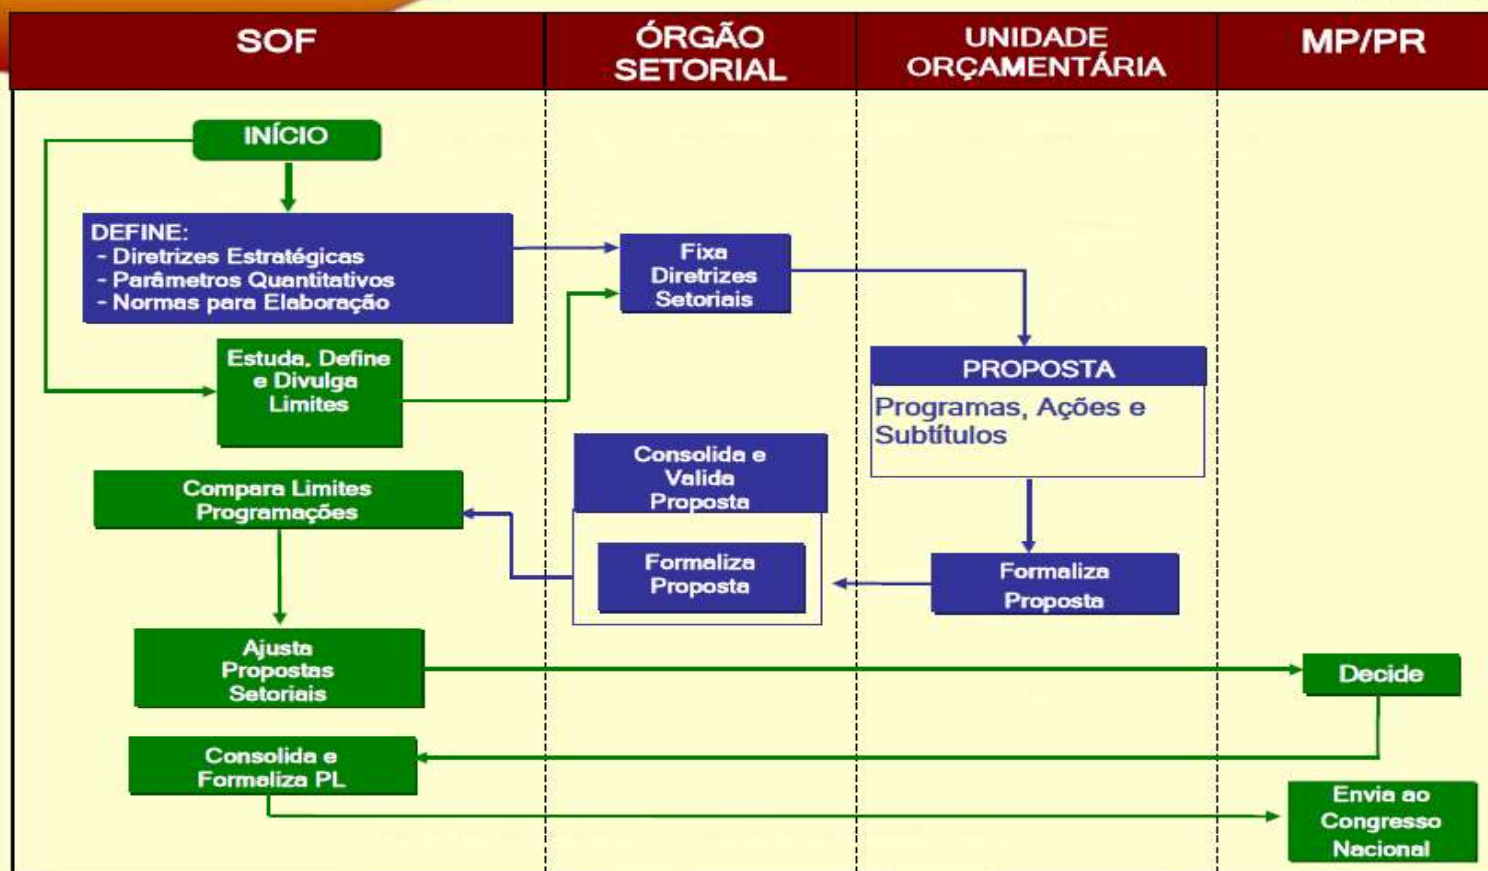 SOF
ÓRGÃO
SETORIAL
UNIDADE
ORÇAMENTÁRIA
MP/PR
INÍCIO
DEFINE:
- Diretrizes Estratégicas
- Parâmetros Quantitativos
- Normas para Elaboração
Fixa
Diretrizes
Setoriais
Estuda, Define
e Divulga
Limites
PROPOSTA
Programas, Ações e
Subtítulos
Consolida e
Valida
Proposta
Compara Limites
Programações
Formaliza
Proposta
Formaliza
Proposta
Ajusta
Propostas
Setoriais
Decide
Consolida e
Formaliza PL
Envia ao
Congresso
Nacional